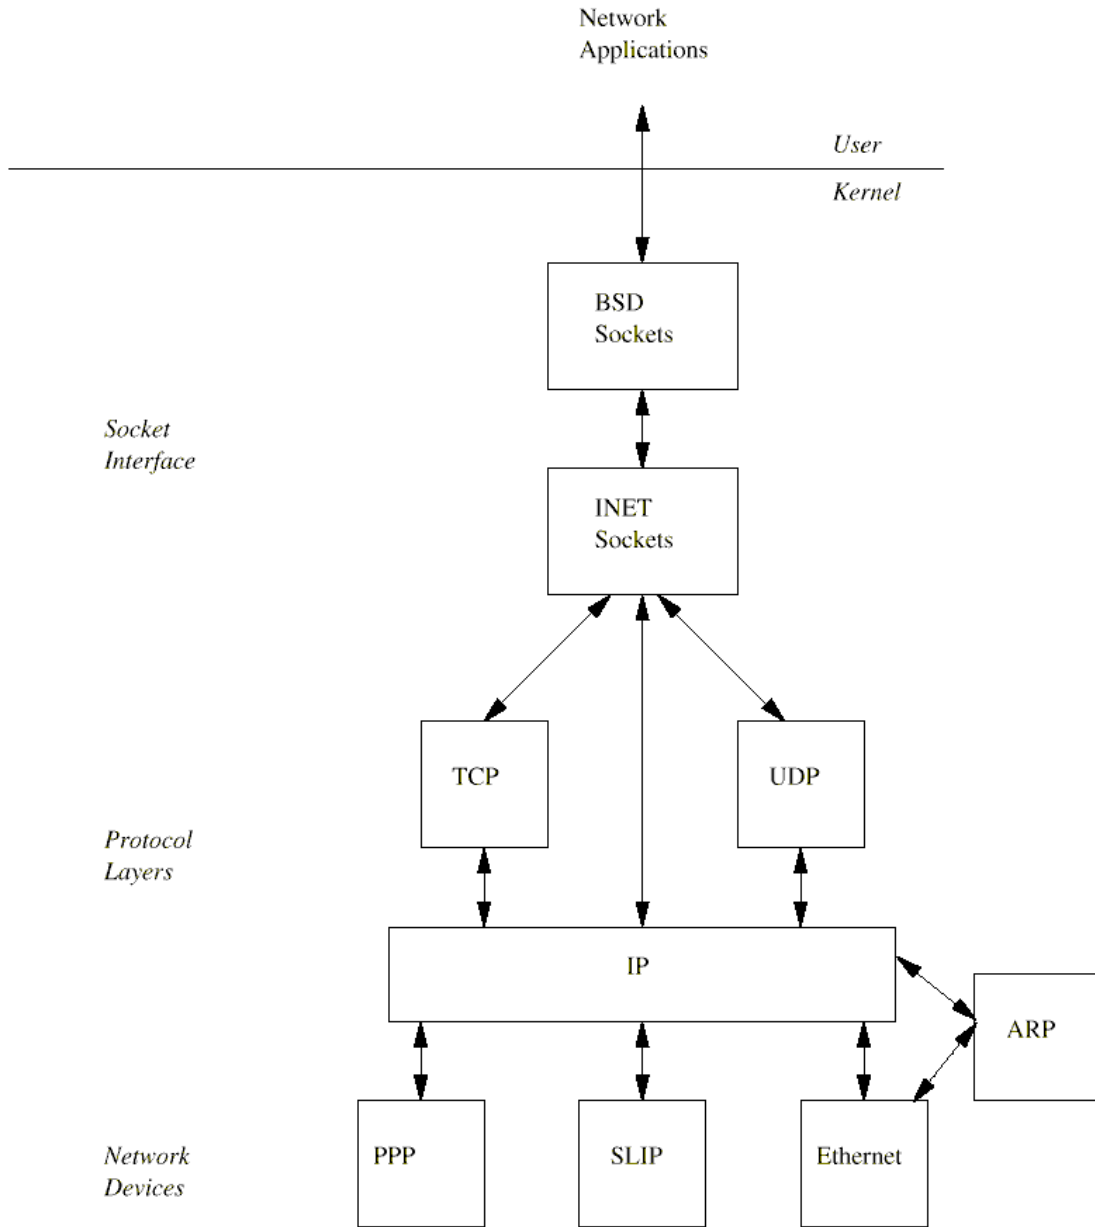 Network
Applications
User
Kernel
BSD
Sockets
Socket
Interface
INET
Sockets
TCP
UDP
Protocol
Layers
IP
ARP
PPP
SLIP
Ethernet
Network
Devices